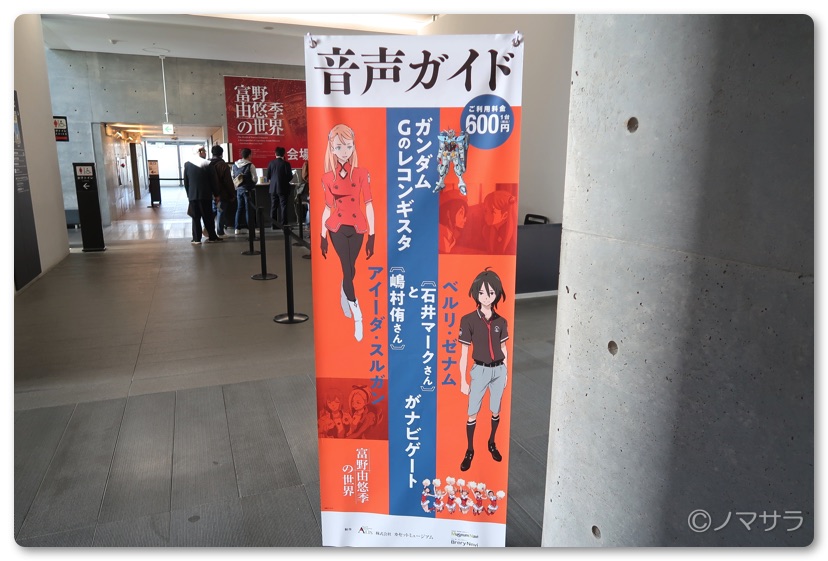 音声ガイド
ご利用料金
1台
600円
ガンダム
Gのレコンギスタ
ベルリ・ゼナム
〔石井マークさん〕
と
〔嶋村侑さん〕
アイーダ・スルガン
がナビゲート
富野由悠季
の世界
富野
由悠季
の世界
会場
©ノマサラ